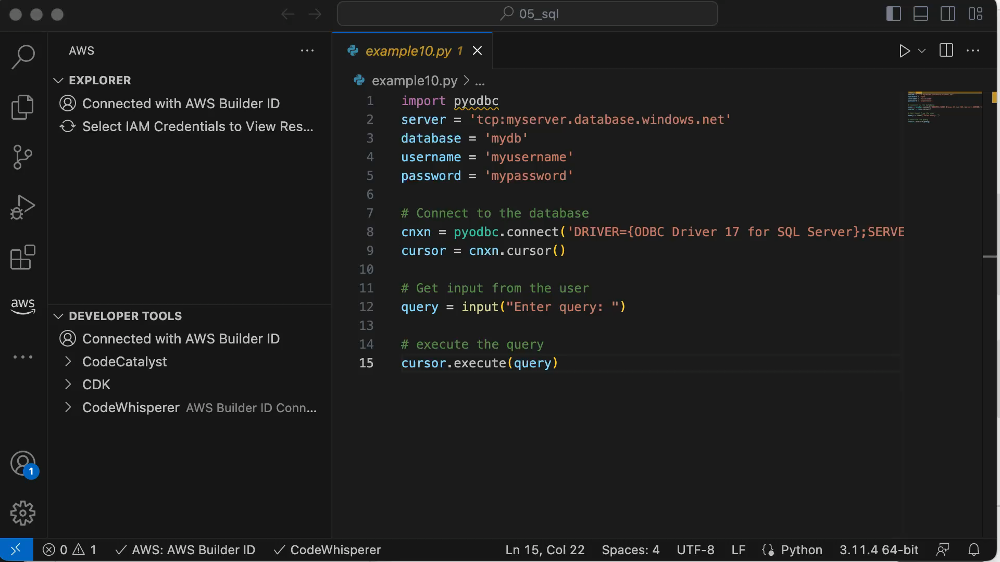 05_sql
AWS
EXPLORER
Connected with AWS Builder ID
Select IAM Credentials to View Res...
aws
DEVELOPER TOOLS
Connected with AWS Builder ID
CodeCatalyst
CDK
CodeWhisperer AWS Builder ID Conn...
1
example10.py 1
example10.py > ...
1 import pyodbc
2 server = 'tcp:myserver.database.windows.net'
3 database = 'mydb'
4 username = 'myusername'
5 password = 'mypassword'
6
7 # Connect to the database
8 cnxn = pyodbc.connect('DRIVER={ODBC Driver 17 for SQL Server};SERVE
9 cursor = cnxn.cursor()
10
11 # Get input from the user
12 query = input("Enter query: ")
13
14 # execute the query
15 cursor.execute(query)
0 1 AWS: AWS Builder ID CodeWhisperer Ln 15, Col 22 Spaces: 4 UTF-8 LF Python 3.11.4 64-bit